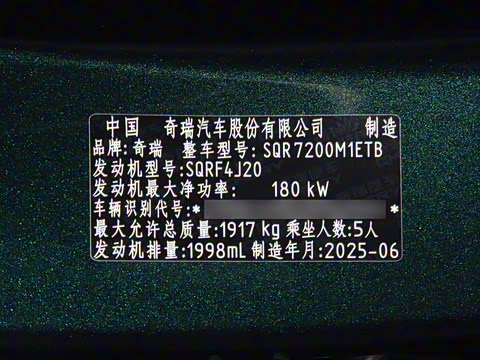 中国 奇瑞汽车股份有限公司 制造
品牌:奇瑞 整车型号:SQR7200M1ETB
发动机型号:SQRF4J20
发动机最大净功率: 180 kW
车辆识别代号:* *
最大允许总质量:1917 kg 乘坐人数:5人
发动机排量:1998mL 制造年月:2025-06